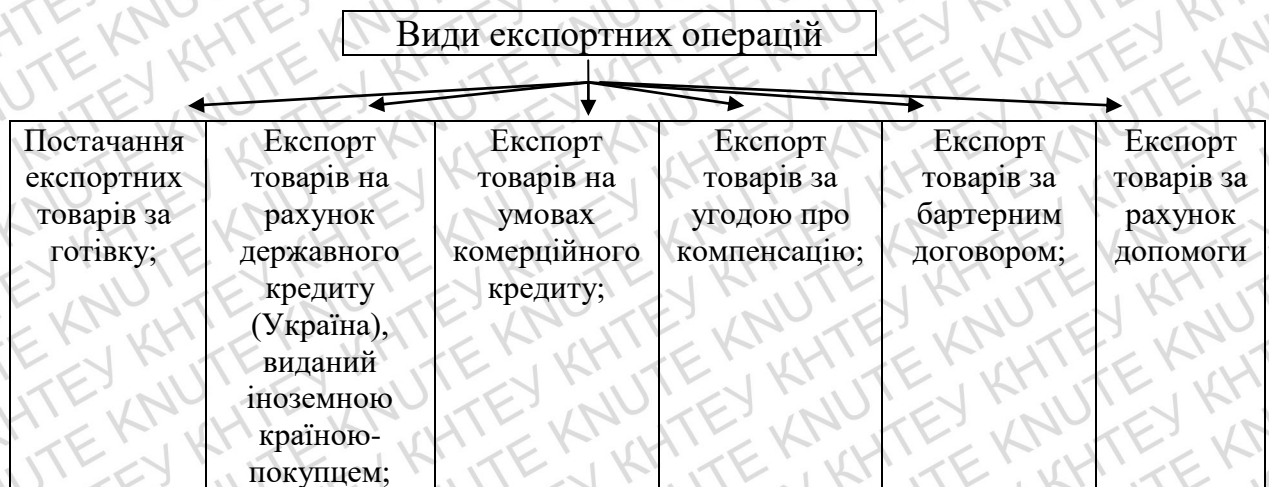 Види експортних операцій
Постачання
експортних
товарів за
готівку;
Експорт
товарів на
рахунок
державного
кредиту
(Україна),
виданий
іноземною
країною-
покупцем;
Експорт
товарів на
умовах
комерційного
кредиту;
Експорт
товарів за
угодою про
компенсацію;
Експорт
товарів за
бартерним
договором;
Експорт
товарів за
рахунок
допомоги